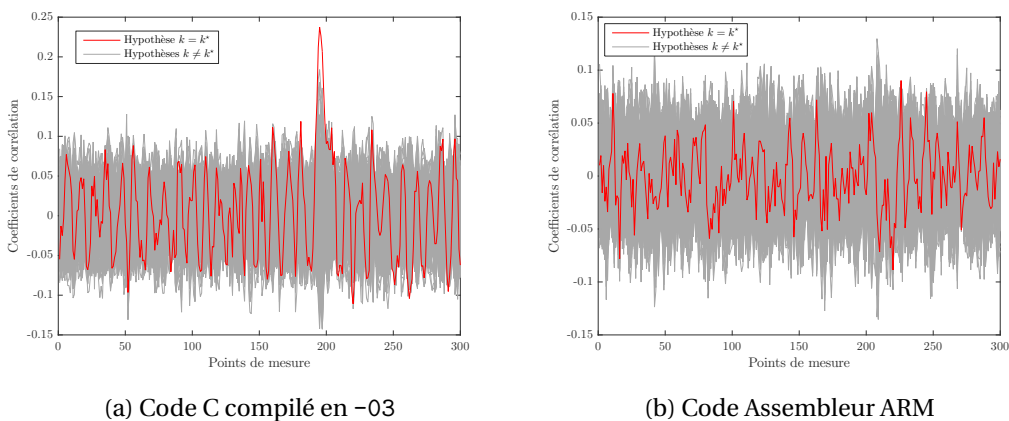 Coefficients de corrélation
0.25
0.2
0.15
0.1
0.05
0
-0.05
-0.1
-0.15
Hypothèse k = k*
Hypothèses k ≠ k*
0 50 100 150 200 250 300
Points de mesure
(a) Code C compilé en -O3
Coefficients de corrélation
0.15
0.1
0.05
0
-0.05
-0.1
-0.15
Hypothèse k = k*
Hypothèses k ≠ k*
0 50 100 150 200 250 300
Points de mesure
(b) Code Assembleur ARM